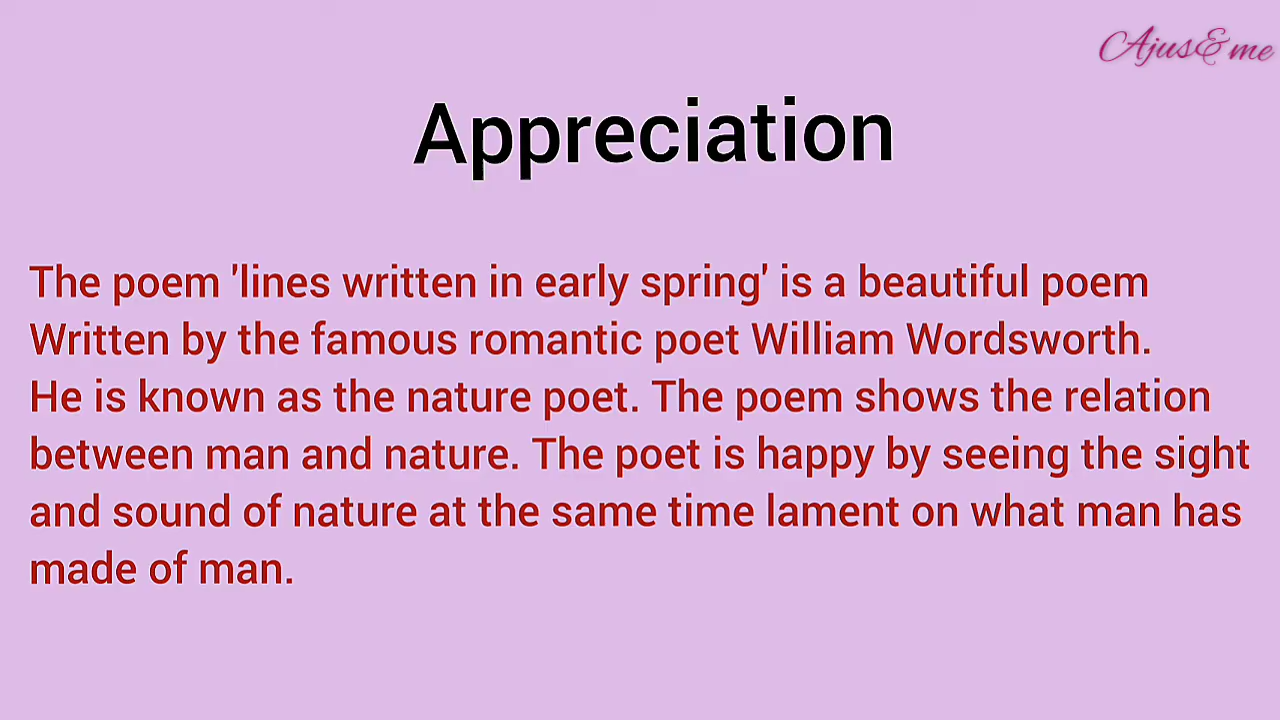 Ajus& me
Appreciation
The poem 'lines written in early spring' is a beautiful poem
Written by the famous romantic poet William Wordsworth.
He is known as the nature poet. The poem shows the relation
between man and nature. The poet is happy by seeing the sight
and sound of nature at the same time lament on what man has
made of man.